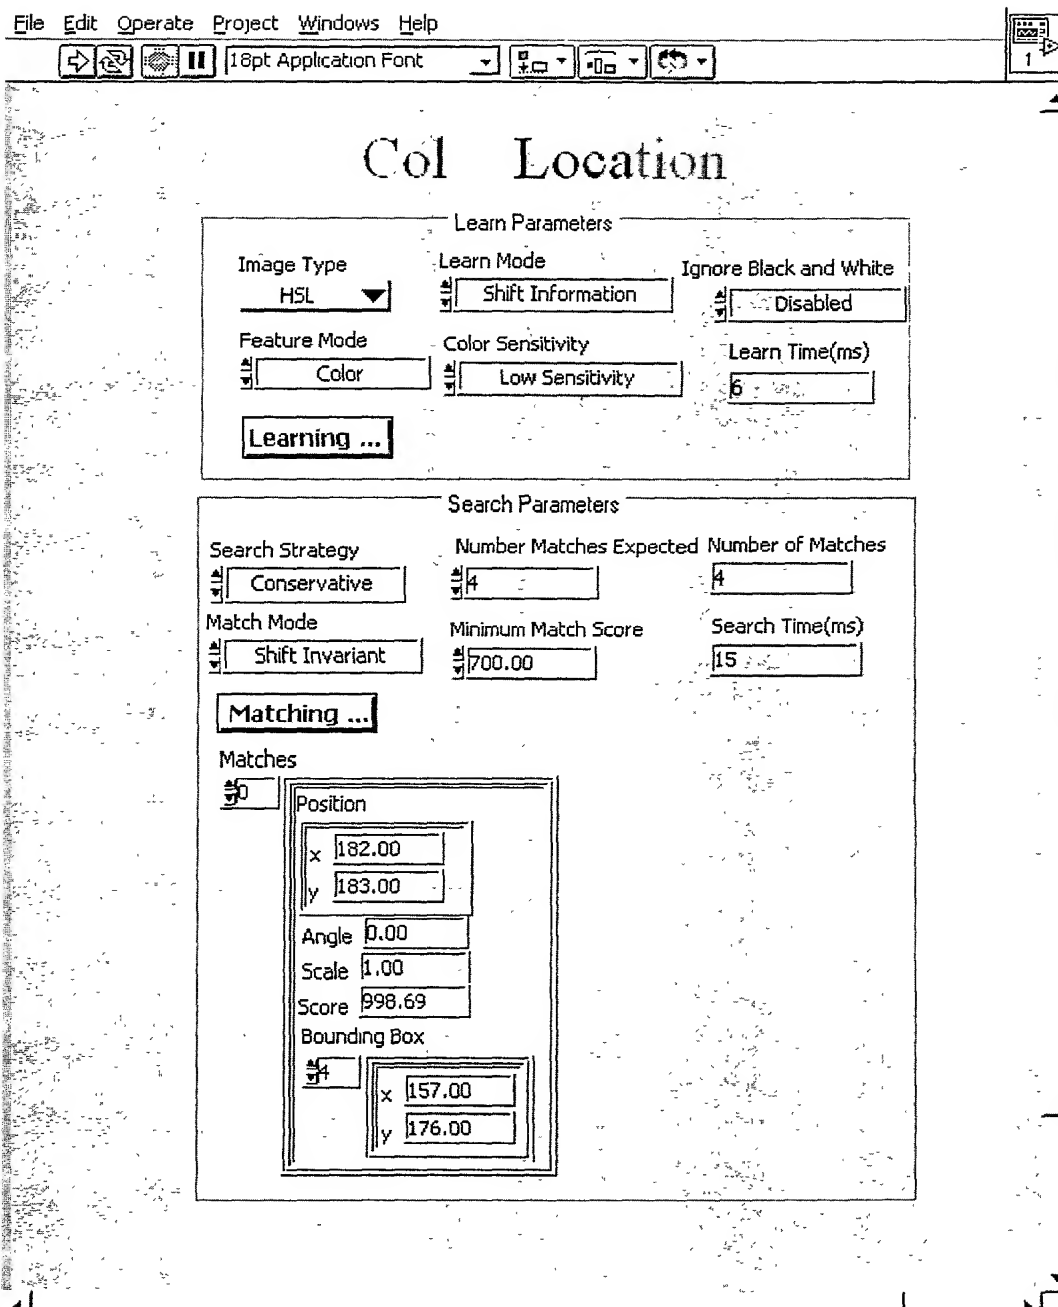 File Edit Operate Project Windows Help
18pt Application Font
1
Col Location
Learn Parameters
Image Type Learn Mode Ignore Black and White
HSL Shift Information Disabled
Feature Mode Color Sensitivity Learn Time(ms)
Color Low Sensitivity 6
Learning ...
Search Parameters
Search Strategy Number Matches Expected Number of Matches
Conservative 4 4
Match Mode Minimum Match Score Search Time(ms)
Shift Invariant 700.00 15
Matching ...
Matches
0
Position
x 182.00
y 183.00
Angle 0.00
Scale 1.00
Score 998.69
Bounding Box
4
x 157.00
y 176.00